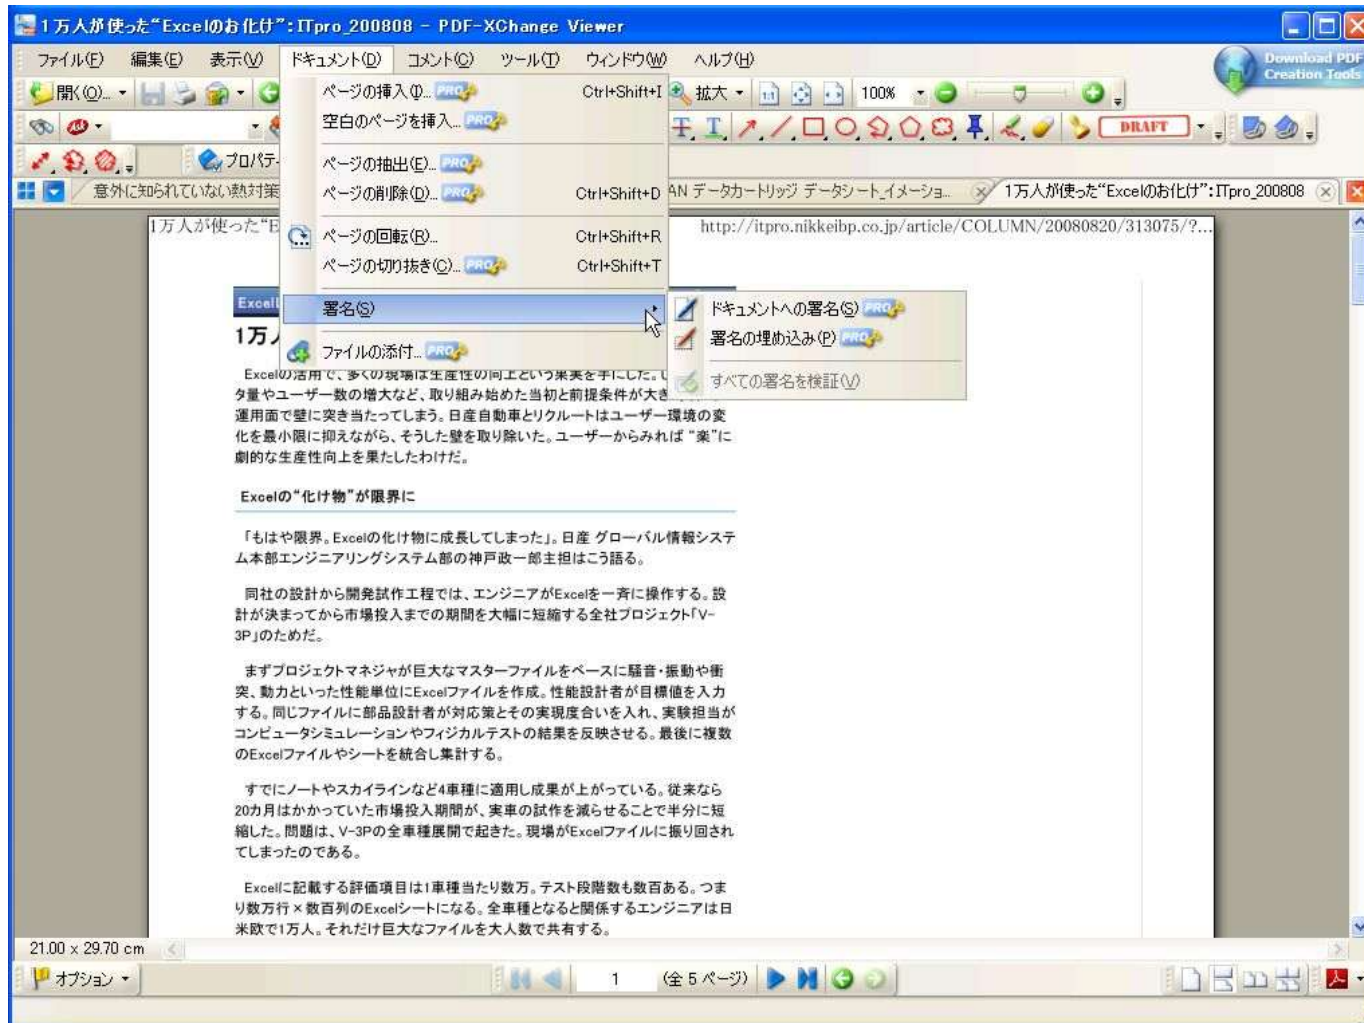 1万人が使った“Excelのお化け”:ITpro_200808 - PDF-XChange Viewer
ファイル(F) 編集(E) 表示(V) ドキュメント(D) コメント(C) ツール(T) ウィンドウ(W) ヘルプ(H)
Download PDF
Creation Tools
開く(O)... 拡大 1:1 100%
DRAFT
プロパティ
意外に知られていない熱対策
AN データカートリッジ データシート_イメーショ...
1万人が使った“Excelのお化け”:ITpro_200808
ページの挿入(I)... PRO Ctrl+Shift+I
空白のページを挿入... PRO
ページの抽出(E)... PRO
ページの削除(D)... PRO Ctrl+Shift+D
ページの回転(R)... Ctrl+Shift+R
ページの切り抜き(C)... PRO Ctrl+Shift+T
署名(S)
ファイルの添付... PRO
ドキュメントへの署名(S) PRO
署名の埋め込み(P) PRO
すべての署名を検証(V)
1万人が使った“E
http://itpro.nikkeibp.co.jp/article/COLUMN/20080820/313075/?...
Excel
1万人
Excelの活用で、多くの現場は生産性の向上という果実を手にした。
タ量やユーザー数の増大など、取り組み始めた当初と前提条件が大き
運用面で壁に突き当たってしまう。日産自動車とリクルートはユーザー環境の変
化を最小限に抑えながら、そうした壁を取り除いた。ユーザーからみれば “楽”に
劇的な生産性向上を果たしたわけだ。
Excelの“化け物”が限界に
「もはや限界。Excelの化け物に成長してしまった」。日産 グローバル情報システ
ム本部エンジニアリングシステム部の神戸政一郎主担はこう語る。
同社の設計から開発試作工程では、エンジニアがExcelを一斉に操作する。設
計が決まってから市場投入までの期間を大幅に短縮する全社プロジェクト「V-
3P」のためだ。
まずプロジェクトマネジャが巨大なマスターファイルをベースに騒音・振動や衝
突、動力といった性能単位にExcelファイルを作成。性能設計者が目標値を入力
する。同じファイルに部品設計者が対応策とその実現度合いを入れ、実験担当が
コンピュータシミュレーションやフィジカルテストの結果を反映させる。最後に複数
のExcelファイルやシートを統合し集計する。
すでにノートやスカイラインなど4車種に適用し成果が上がっている。従来なら
20カ月はかかっていた市場投入期間が、実車の試作を減らせることで半分に短
縮した。問題は、V-3Pの全車種展開で起きた。現場がExcelファイルに振り回され
てしまったのである。
Excelに記載する評価項目は1車種当たり数万。テスト段階数も数百ある。つま
り数万行×数百列のExcelシートになる。全車種となると関係するエンジニアは日
米欧で1万人。それだけ巨大なファイルを大人数で共有する。
21.00 x 29.70 cm
オプション 1 (全 5 ページ)